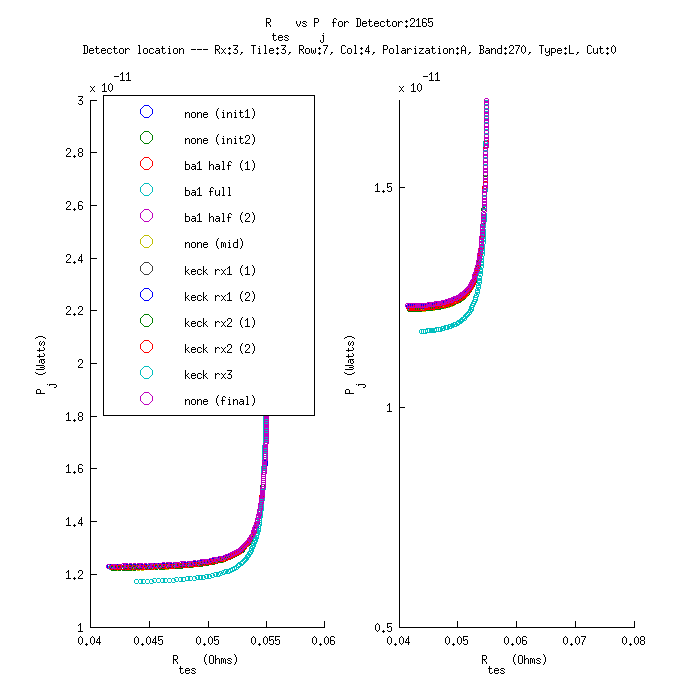 R tes vs P j for Detector:2165
Detector location --- Rx:3, Tile:3, Row:7, Col:4, Polarization:A, Band:270, Type:L, Cut:0
x 10 -11
3
2.8
2.6
2.4
2.2
2
1.8
1.6
1.4
1.2
1
P j (Watts)
none (init1)
none (init2)
ba1 half (1)
ba1 full
ba1 half (2)
none (mid)
keck rx1 (1)
keck rx1 (2)
keck rx2 (1)
keck rx2 (2)
keck rx3
none (final)
0.04 0.045 0.05 0.055 0.06
R tes (Ohms)
x 10 -11
1.5
1
0.5
P j (Watts)
0.04 0.05 0.06 0.07 0.08
R tes (Ohms)